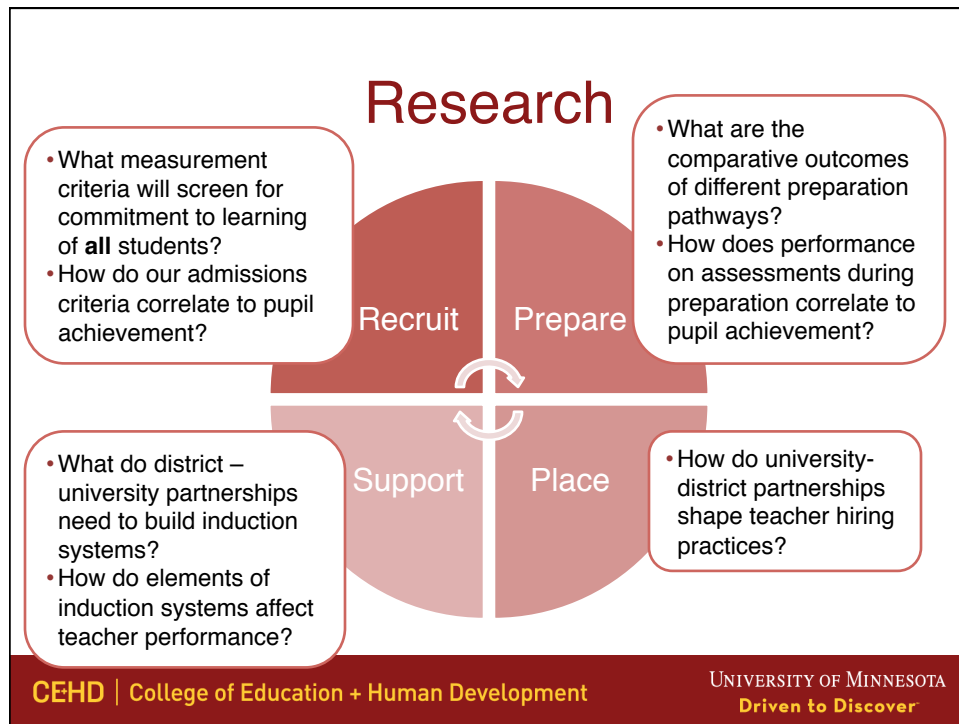 Research
• What measurement
criteria will screen for
commitment to learning
of all students?
• How do our admissions
criteria correlate to pupil
achievement?
• What are the
comparative outcomes
of different preparation
pathways?
• How does performance
on assessments during
preparation correlate to
pupil achievement?
Recruit
Prepare
• What do district –
university partnerships
need to build induction
systems?
• How do elements of
induction systems affect
teacher performance?
Support
Place
• How do university-
district partnerships
shape teacher hiring
practices?
CEHD | College of Education + Human Development
UNIVERSITY OF MINNESOTA
Driven to Discover